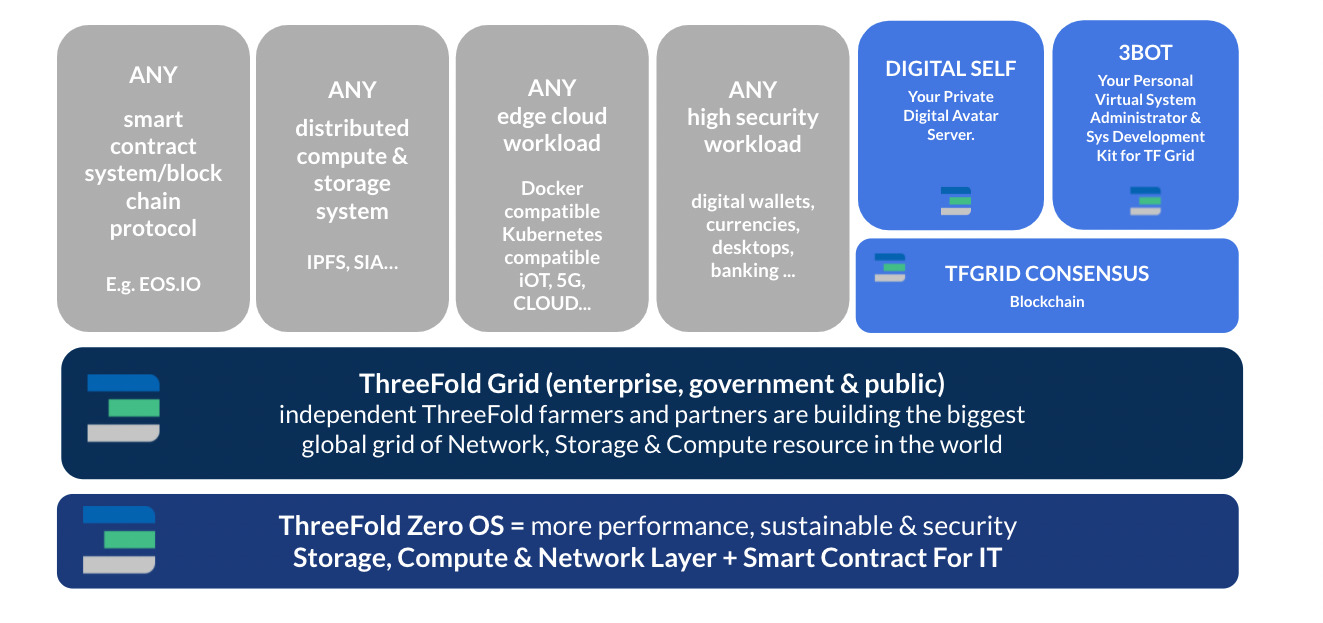 ANY
smart
contract
system/block
chain
protocol
E.g. EOS.IO
ANY
distributed
compute &
storage
system
IPFS, SIA...
ANY
edge cloud
workload
Docker
compatible
Kubernetes
compatible
iOT, 5G,
CLOUD...
ANY
high security
workload
digital wallets,
currencies,
desktops,
banking ...
DIGITAL SELF
Your Private
Digital Avatar
Server.
3BOT
Your Personal
Virtual System
Administrator &
Sys Development
Kit for TF Grid
TFGRID CONSENSUS
Blockchain
ThreeFold Grid (enterprise, government & public)
independent ThreeFold farmers and partners are building the biggest
global grid of Network, Storage & Compute resource in the world
ThreeFold Zero OS = more performance, sustainable & security
Storage, Compute & Network Layer + Smart Contract For IT